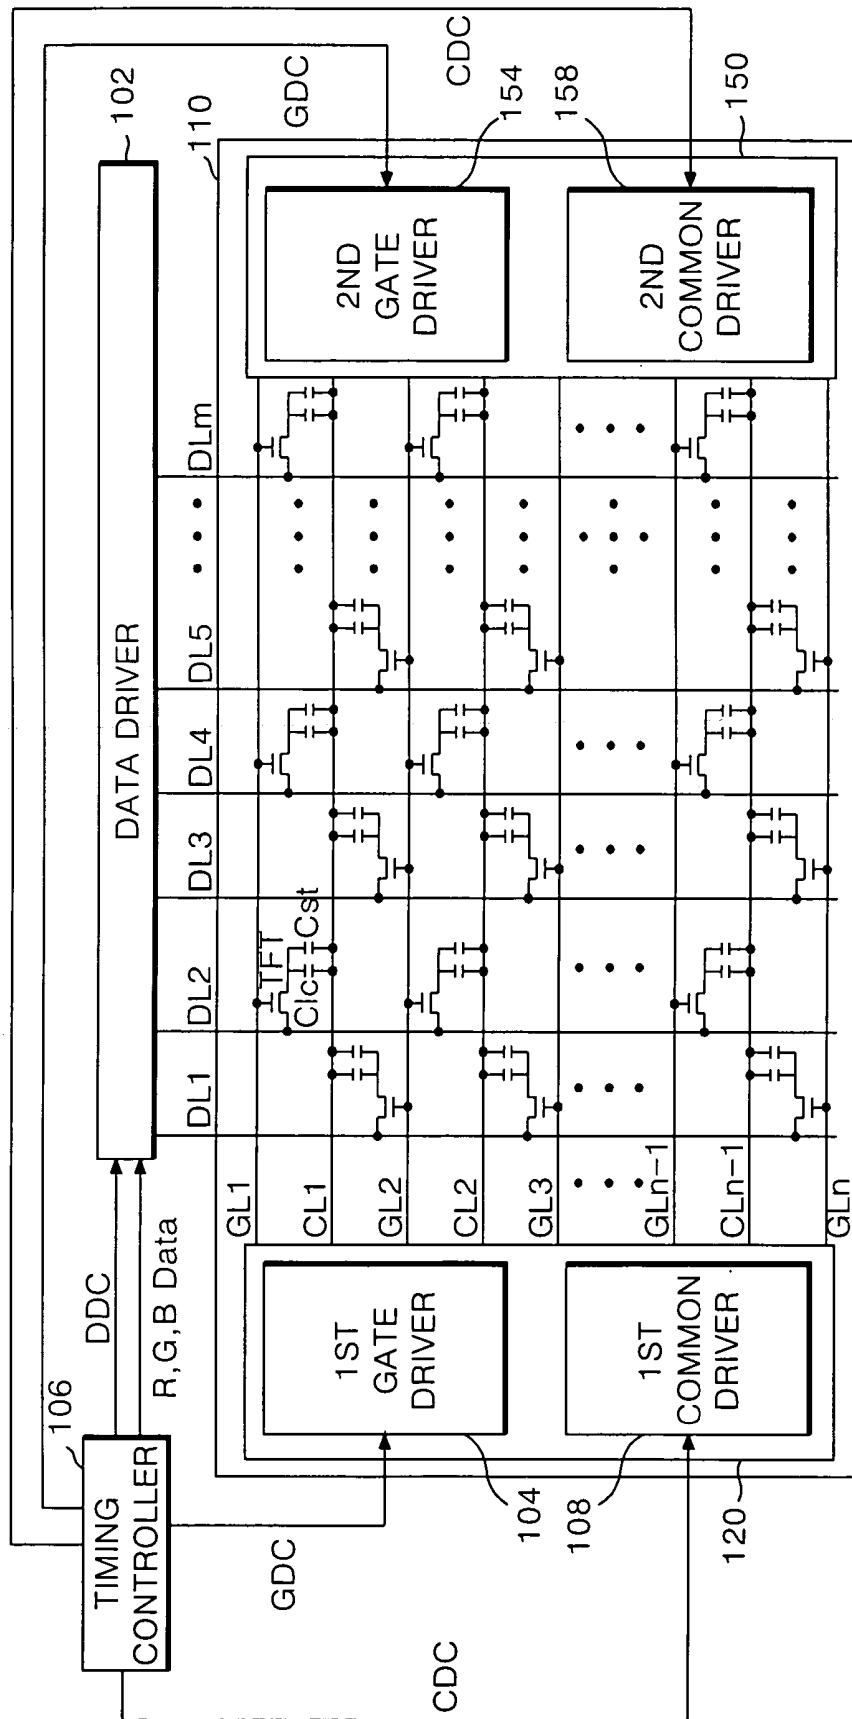 TIMING
CONTROLLER
106
DDC
R,G,B Data
DATA DRIVER
102
110
GDC
CDC
GDC
CDC
DL1
DL2
DL3
DL4
DL5
DLm
GL1
CL1
GL2
CL2
GL3
GLn-1
CLn-1
GLn
TFT
Clc
Cst
1ST
GATE
DRIVER
104
1ST
COMMON
DRIVER
108
120
2ND
GATE
DRIVER
154
2ND
COMMON
DRIVER
158
150